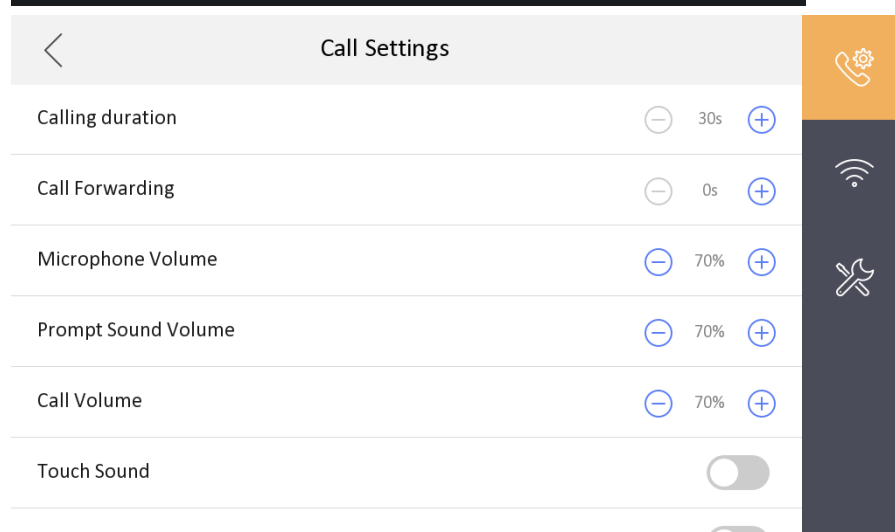 Call Settings
Calling duration 30s
Call Forwarding 0s
Microphone Volume 70%
Prompt Sound Volume 70%
Call Volume 70%
Touch Sound